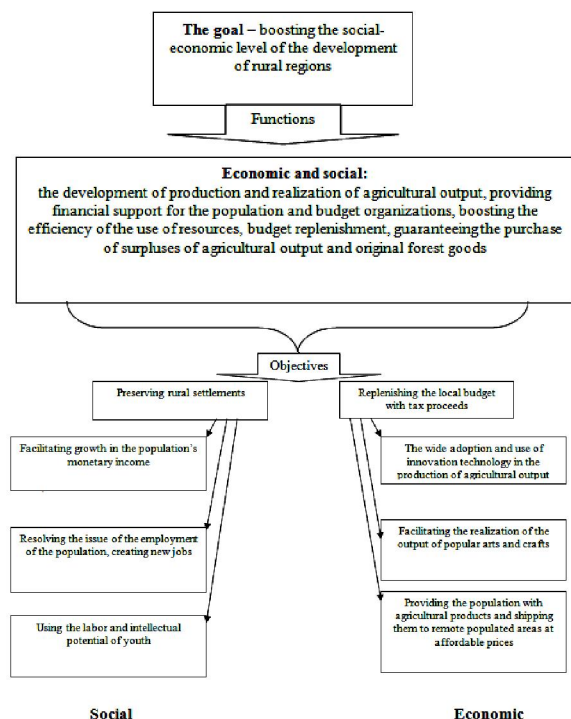 The goal – boosting the social-
economic level of the development
of rural regions
Functions
Economic and social:
the development of production and realization of agricultural output, providing
financial support for the population and budget organizations, boosting the
efficiency of the use of resources, budget replenishment, guaranteeing the purchase
of surpluses of agricultural output and original forest goods
Objectives
Preserving rural settlements
Replenishing the local budget
with tax proceeds
Facilitating growth in the population's
monetary income
The wide adoption and use of
innovation technology in the
production of agricultural output
Resolving the issue of the employment
of the population, creating new jobs
Facilitating the realization of the
output of popular arts and crafts
Using the labor and intellectual
potential of youth
Providing the population with
agricultural products and shipping
them to remote populated areas at
affordable prices
Social
Economic